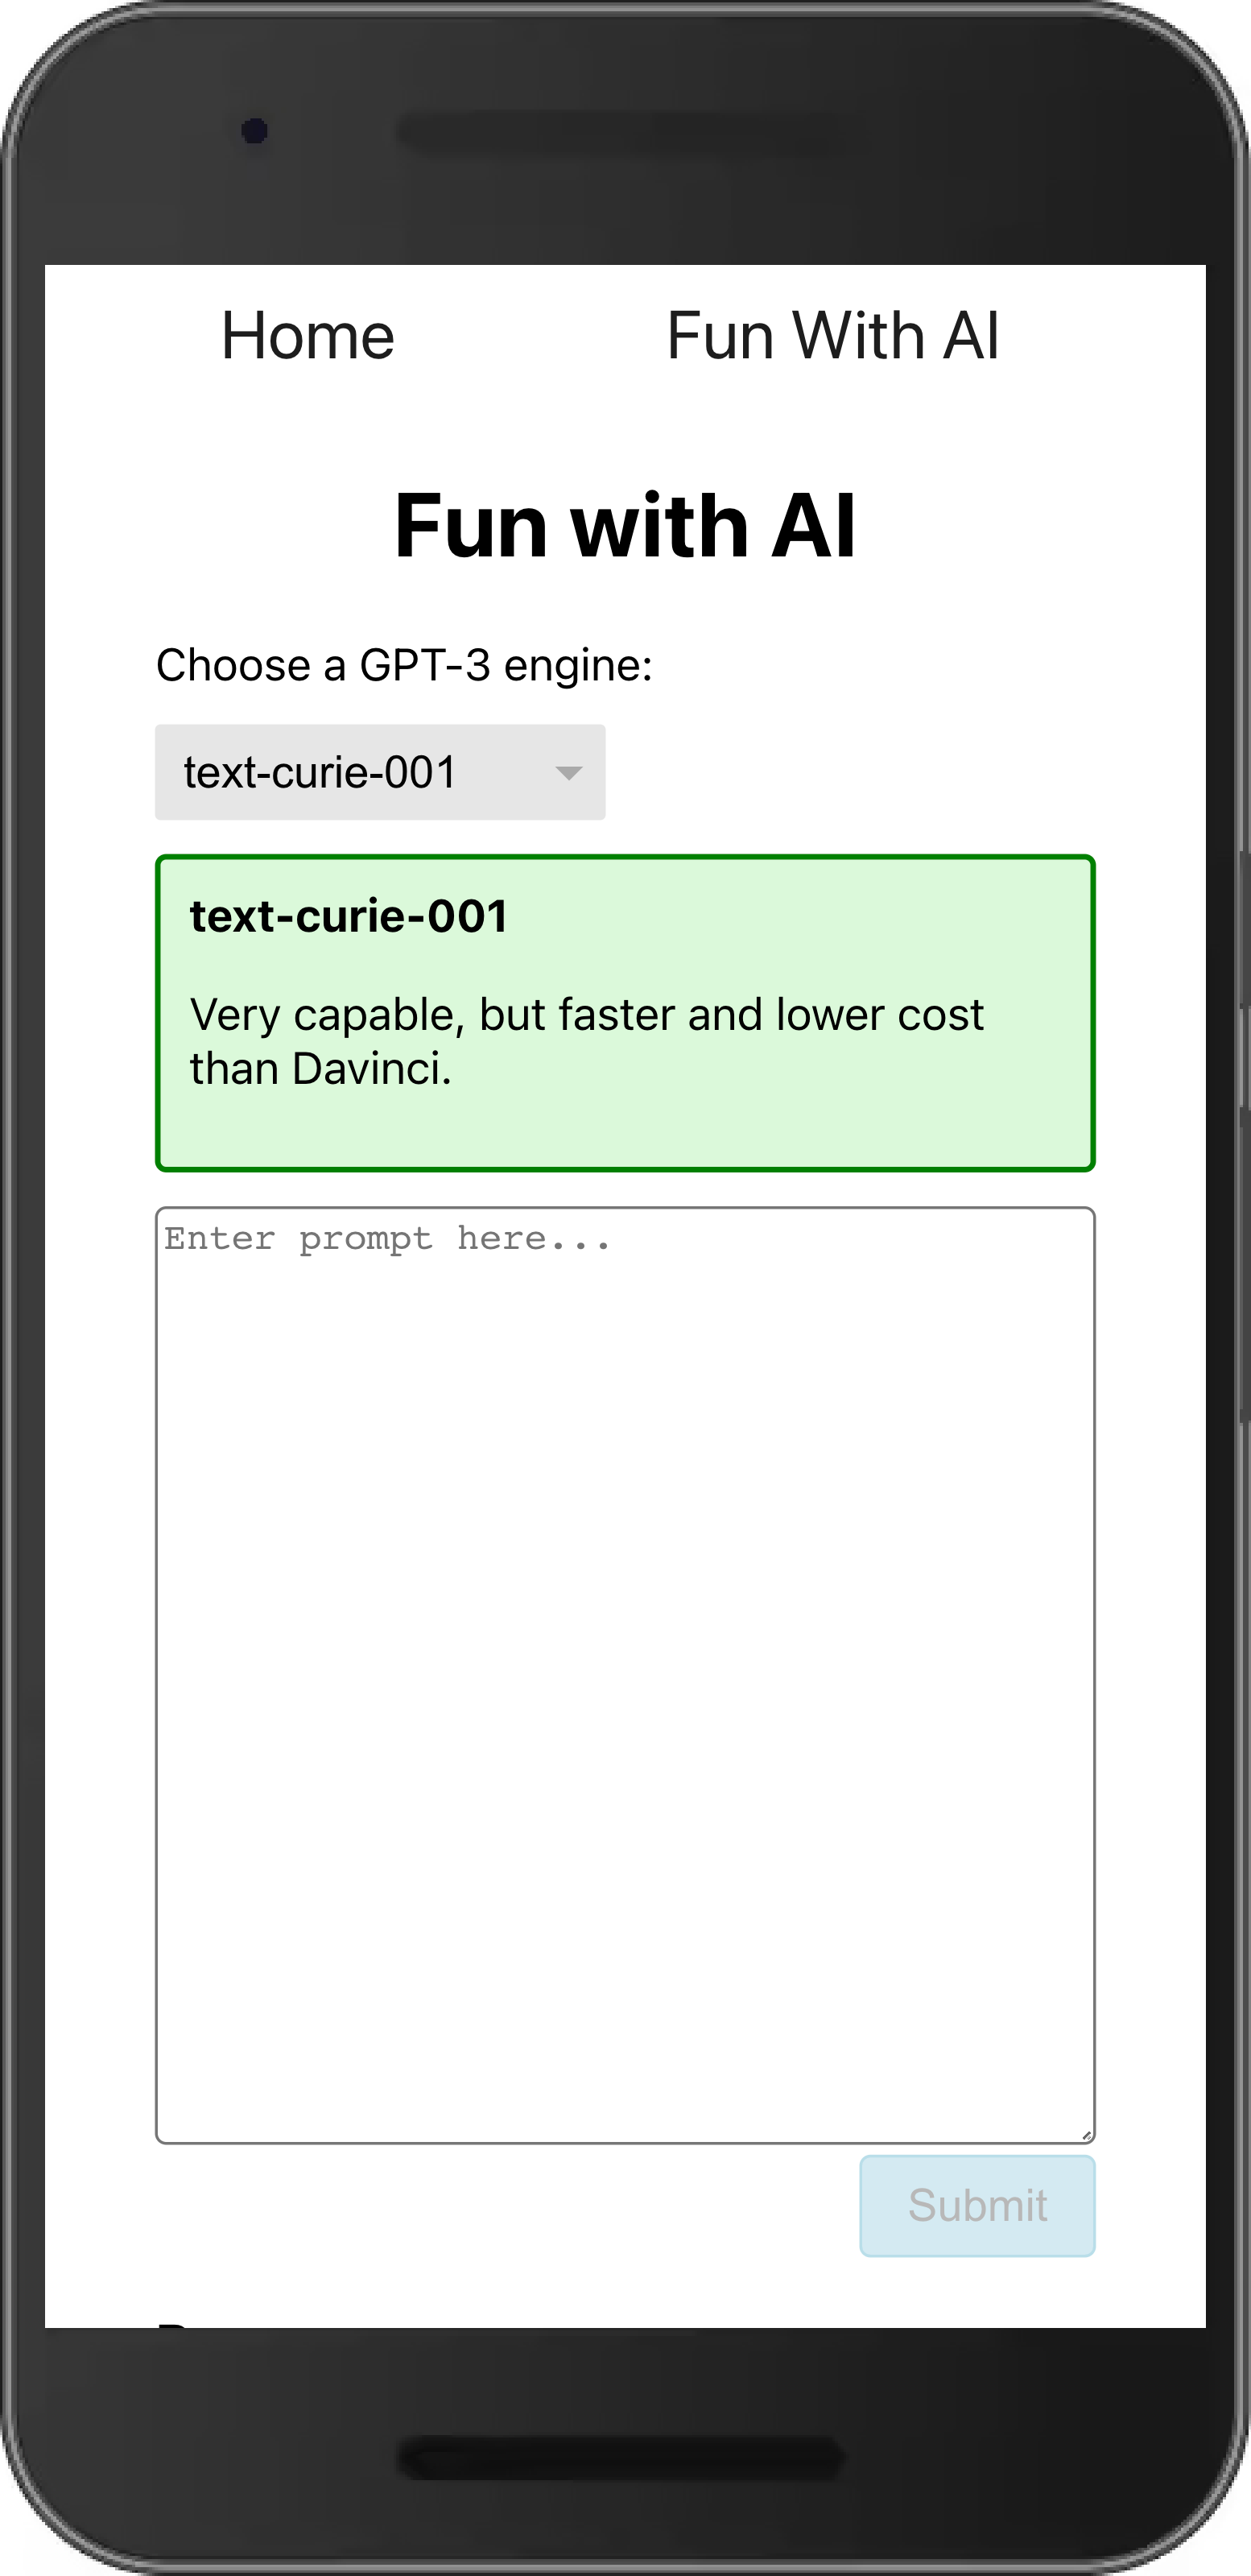 Home Fun With AI
Fun with AI
Choose a GPT-3 engine:
text-curie-001
text-curie-001
Very capable, but faster and lower cost
than Davinci.
Enter prompt here...
Submit